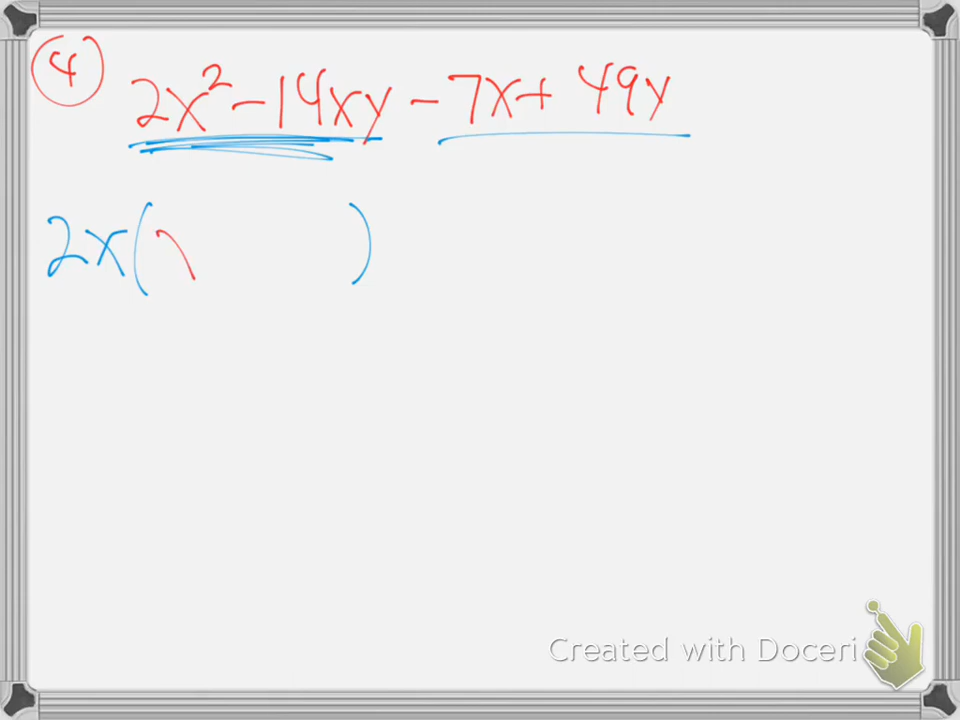 4 2x² - 14xy - 7x + 49y
2x( )
Created with Doceri